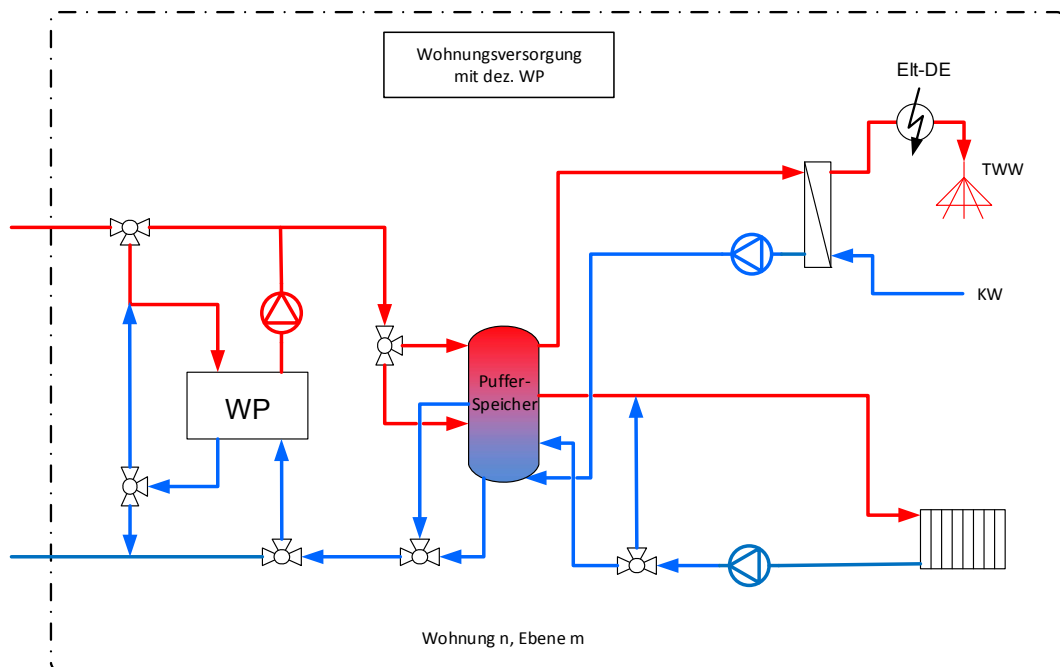 Wohnungsversorgung
mit dez. WP
Elt-DE
TWW
KW
Puffer-
Speicher
WP
Wohnung n, Ebene m